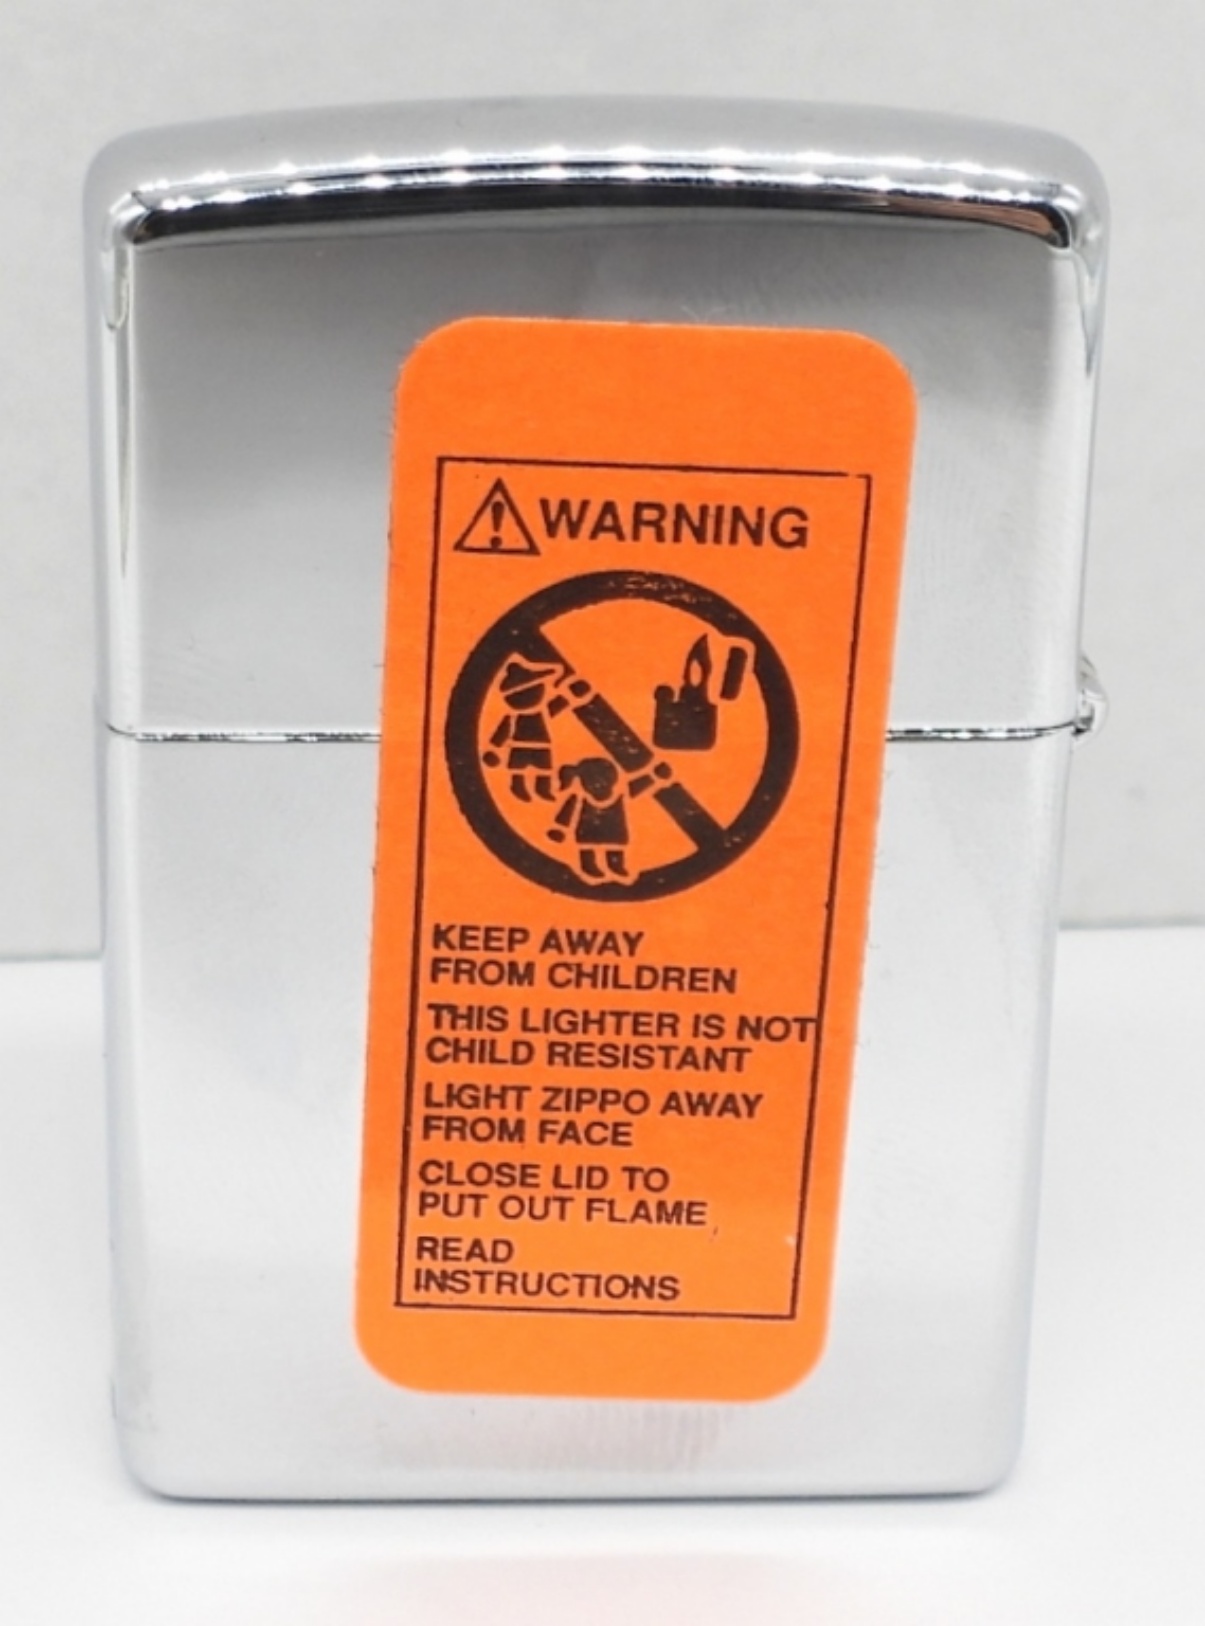 WARNING
KEEP AWAY
FROM CHILDREN
THIS LIGHTER IS NOT
CHILD RESISTANT
LIGHT ZIPPO AWAY
FROM FACE
CLOSE LID TO
PUT OUT FLAME
READ
INSTRUCTIONS